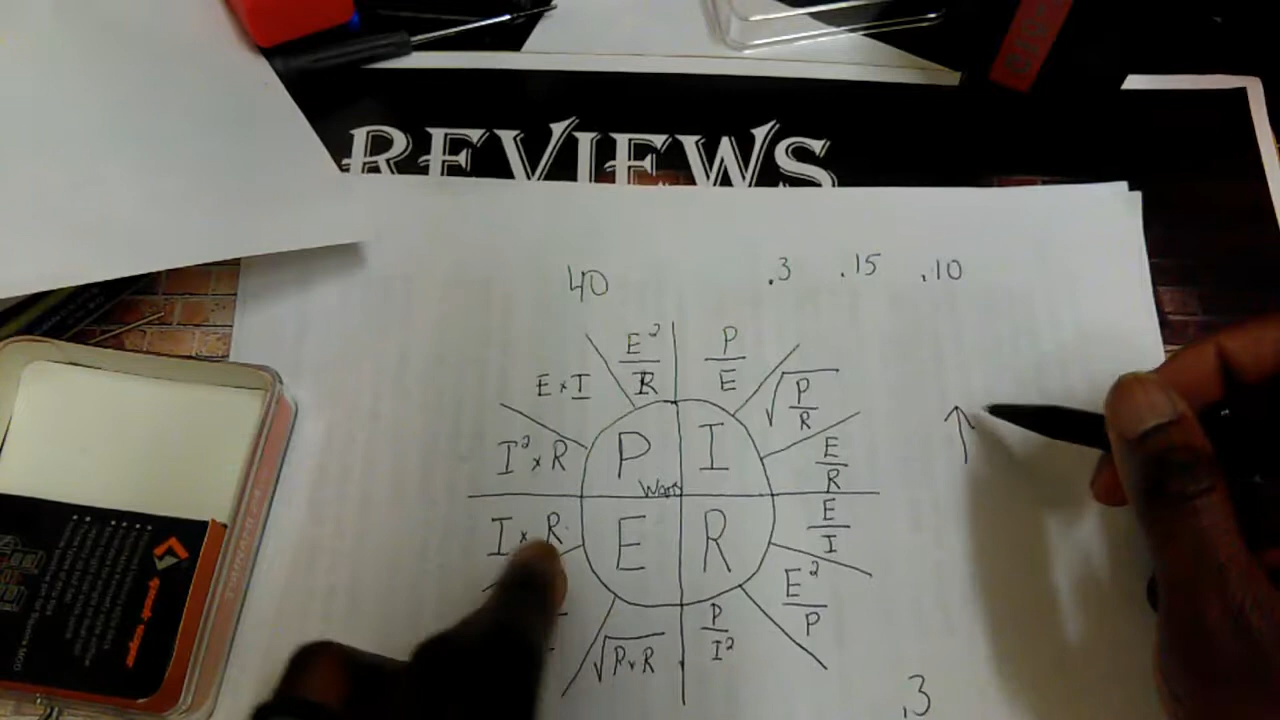 REVIEWS
40
.3 .15 .10
E²/R
P/E
E×I
√P/R
I²×R
P
I
E/R
Watts
I×R
E
R
E/I
E²/P
√P×R
P/I²
.3